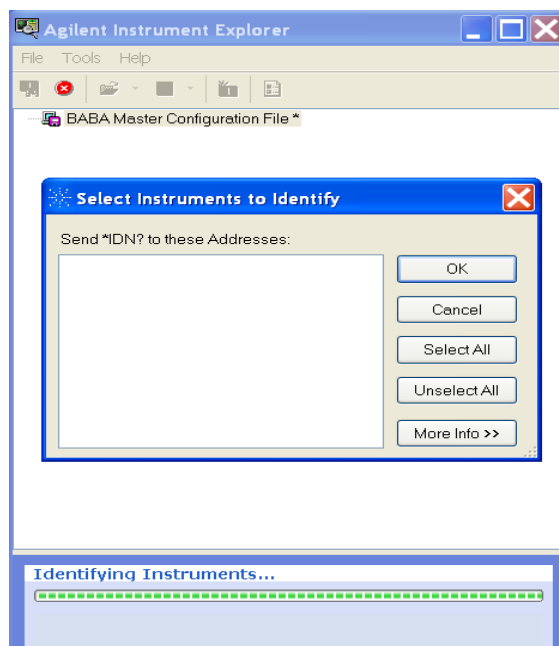 Agilent Instrument Explorer
File Tools Help
BABA Master Configuration File *
Select Instruments to Identify
Send *IDN? to these Addresses:
OK
Cancel
Select All
Unselect All
More Info >>
Identifying Instruments...